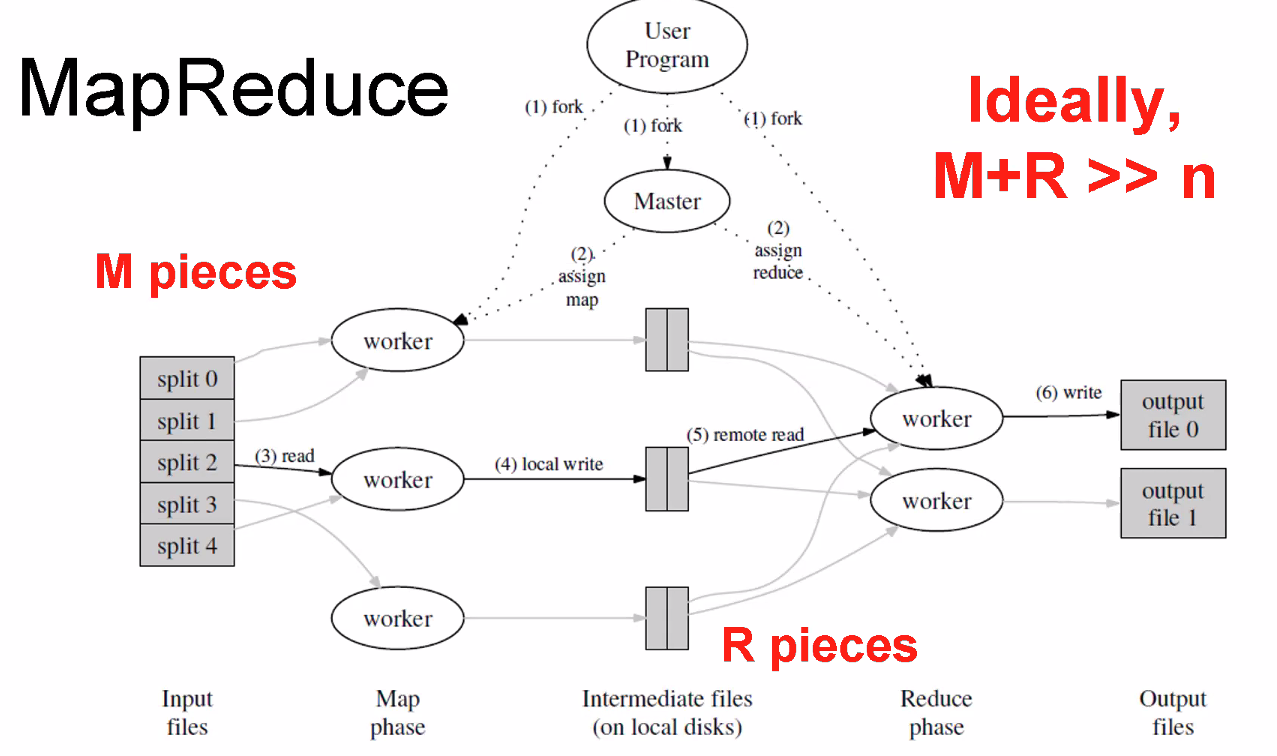 MapReduce
User
Program
Ideally,
M+R >> n
(1) fork
(1) fork
(1) fork
Master
(2)
assign
map
(2)
assign
reduce
M pieces
split 0
split 1
split 2
split 3
split 4
worker
worker
worker
(3) read
(4) local write
(5) remote read
worker
worker
(6) write
output
file 0
output
file 1
R pieces
Input
files
Map
phase
Intermediate files
(on local disks)
Reduce
phase
Output
files